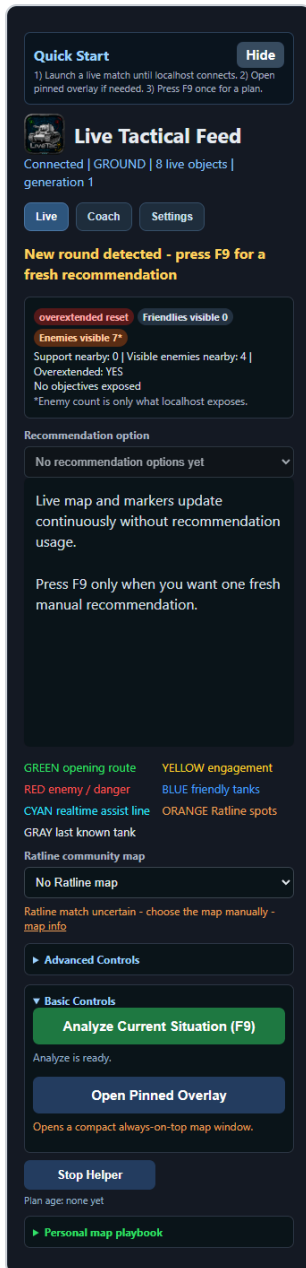 Quick Start
Hide
1) Launch a live match until localhost connects. 2) Open
pinned overlay if needed. 3) Press F9 once for a plan.
Live Tactical Feed
Connected | GROUND | 8 live objects |
generation 1
Live
Coach
Settings
New round detected - press F9 for a
fresh recommendation
overextended reset
Friendlies visible 0
Enemies visible 7*
Support nearby: 0 | Visible enemies nearby: 4 |
Overextended: YES
No objectives exposed
*Enemy count is only what localhost exposes.
Recommendation option
No recommendation options yet
Live map and markers update
continuously without recommendation
usage.
Press F9 only when you want one fresh
manual recommendation.
GREEN opening route
YELLOW engagement
RED enemy / danger
BLUE friendly tanks
CYAN realtime assist line
ORANGE Ratline spots
GRAY last known tank
Ratline community map
No Ratline map
Ratline match uncertain - choose the map manually -
map info
▸ Advanced Controls
▾ Basic Controls
Analyze Current Situation (F9)
Analyze is ready.
Open Pinned Overlay
Opens a compact always-on-top map window.
Stop Helper
Plan age: none yet
▸ Personal map playbook